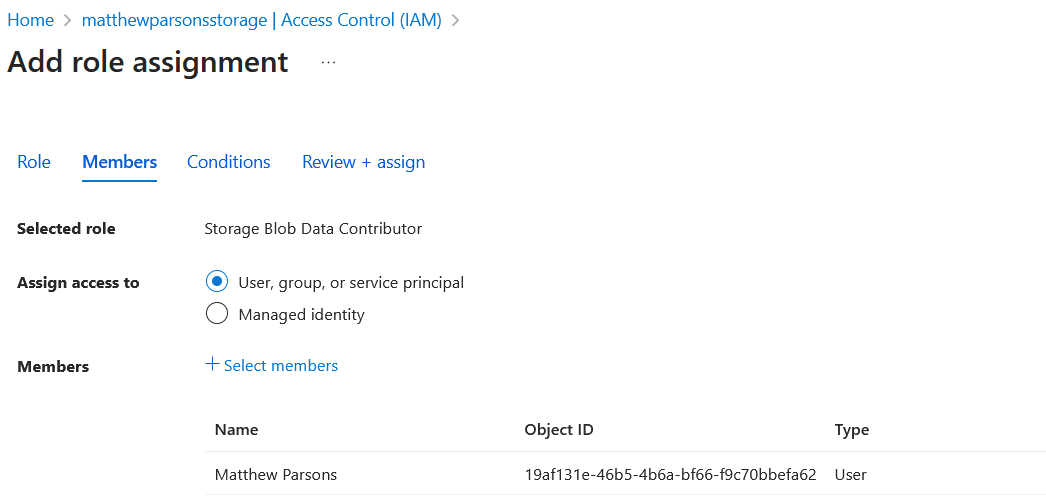 Home > matthewparsonsstorage | Access Control (IAM) >
Add role assignment ...
Role Members Conditions Review + assign
Selected role Storage Blob Data Contributor
Assign access to User, group, or service principal
Managed identity
Members + Select members
Name Object ID Type
Matthew Parsons 19af131e-46b5-4b6a-bf66-f9c70bbefa62 User